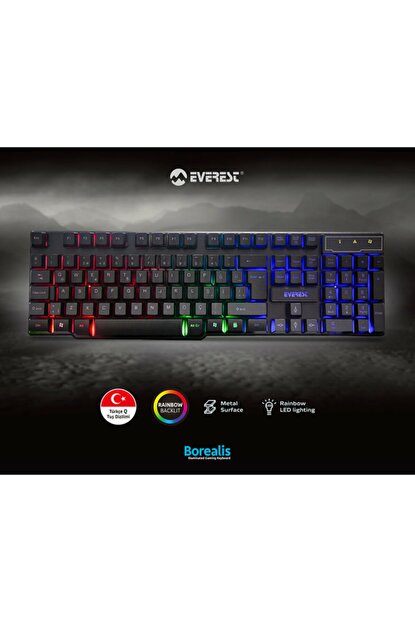 EVEREST®
EVEREST
Türkçe Q
Tuş Dizilimi
RAINBOW
BACKLIT
Metal
Surface
Rainbow
LED lighting
Borealis
Illuminated Gaming Keyboard